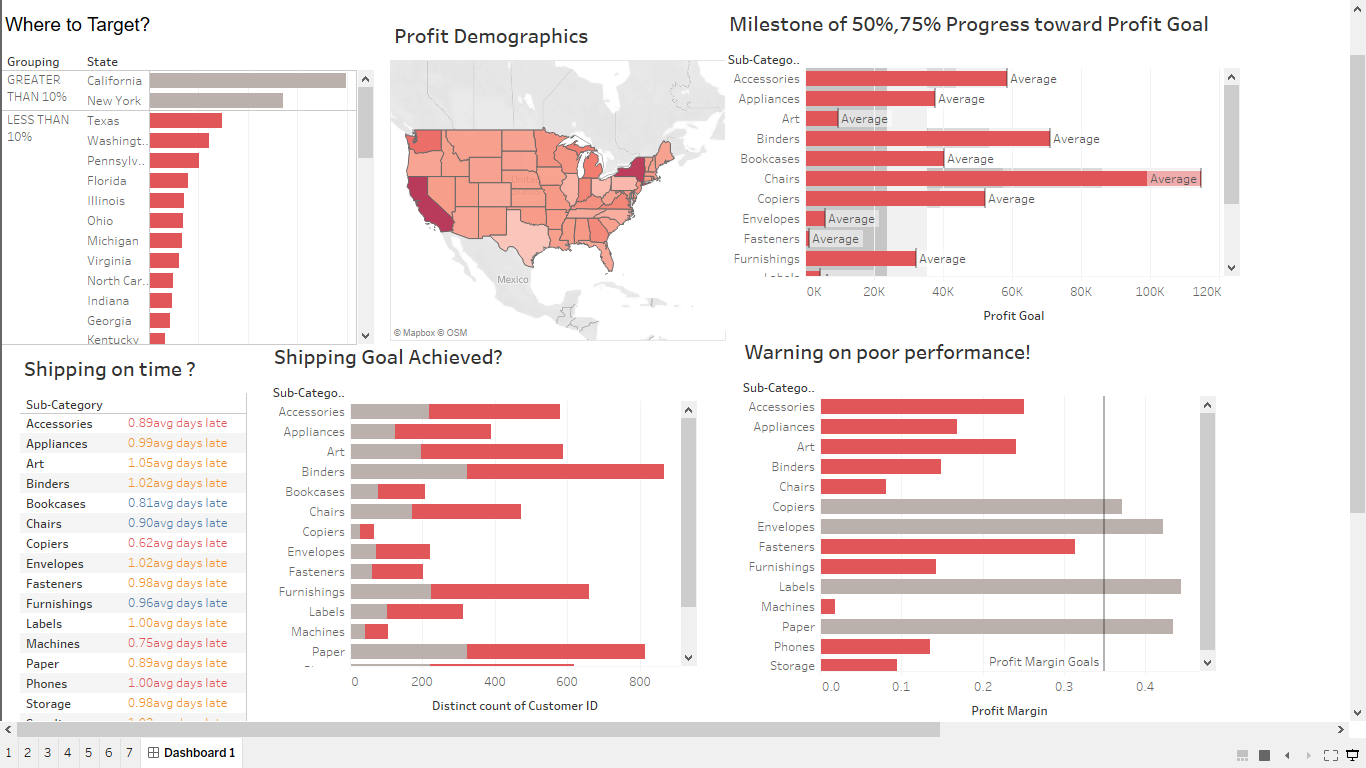 Where to Target?
Grouping State
GREATER THAN 10%
California
New York
LESS THAN 10%
Texas
Washingt..
Pennsylv..
Florida
Illinois
Ohio
Michigan
Virginia
North Car..
Indiana
Georgia
Kentucky
Profit Demographics
United
Mexico
© Mapbox © OSM
Milestone of 50%,75% Progress toward Profit Goal
Sub-Catego..
Accessories Average
Appliances Average
Art Average
Binders Average
Bookcases Average
Chairs Average
Copiers Average
Envelopes Average
Fasteners Average
Furnishings Average
Labels
0K 20K 40K 60K 80K 100K 120K
Profit Goal
Shipping on time ?
Sub-Category
Accessories 0.89avg days late
Appliances 0.99avg days late
Art 1.05avg days late
Binders 1.02avg days late
Bookcases 0.81avg days late
Chairs 0.90avg days late
Copiers 0.62avg days late
Envelopes 1.02avg days late
Fasteners 0.98avg days late
Furnishings 0.96avg days late
Labels 1.00avg days late
Machines 0.75avg days late
Paper 0.89avg days late
Phones 1.00avg days late
Storage 0.98avg days late
Shipping Goal Achieved?
Sub-Catego..
Accessories
Appliances
Art
Binders
Bookcases
Chairs
Copiers
Envelopes
Fasteners
Furnishings
Labels
Machines
Paper
0 200 400 600 800
Distinct count of Customer ID
Warning on poor performance!
Sub-Catego..
Accessories
Appliances
Art
Binders
Chairs
Copiers
Envelopes
Fasteners
Furnishings
Labels
Machines
Paper
Phones
Storage
Profit Margin Goals
0.0 0.1 0.2 0.3 0.4
Profit Margin
1 2 3 4 5 6 7 Dashboard 1